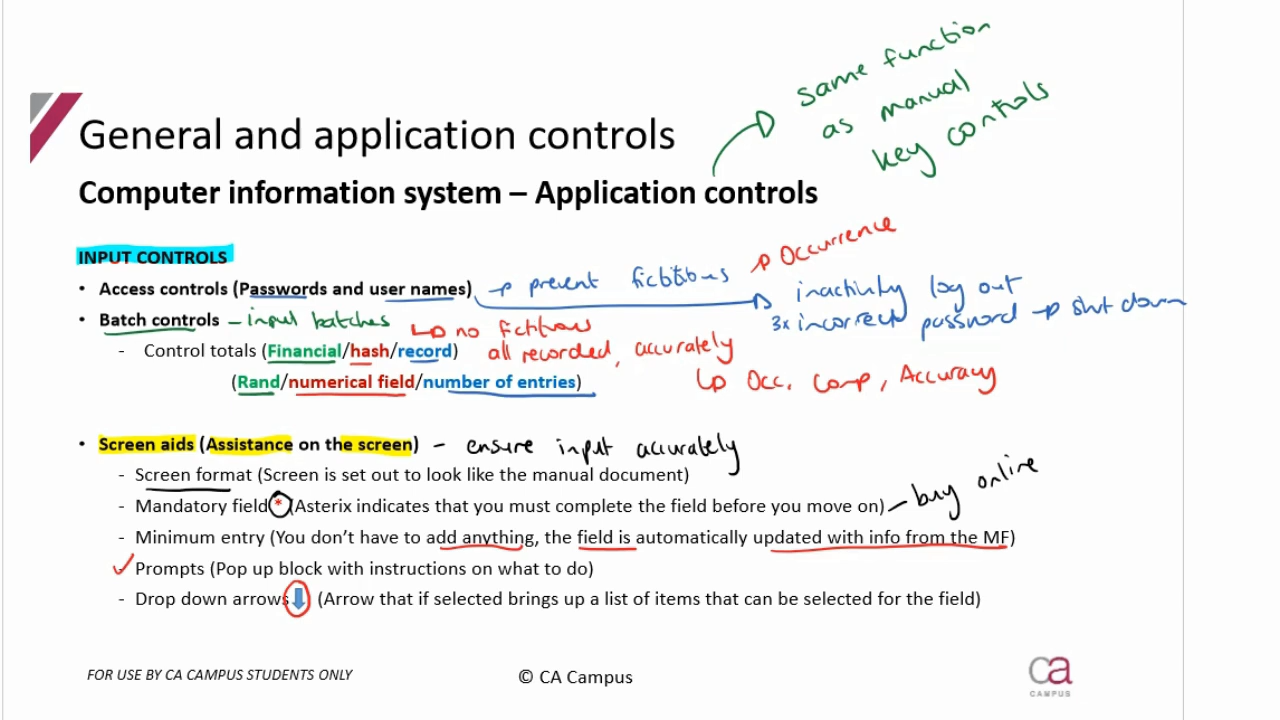 same function
as manual
key controls
General and application controls
Computer information system – Application controls
Occurrence
INPUT CONTROLS
• Access controls (Passwords and user names) → prevent fictitious
inactivity log out
3x incorrect password → shut down
• Batch controls – input batches
↳ no fictitious
- Control totals (Financial/hash/record)
all recorded, accurately
(Rand/numerical field/number of entries)
↳ Occ. Comp, Accuracy
• Screen aids (Assistance on the screen) – ensure input accurately
- Screen format (Screen is set out to look like the manual document)
- Mandatory field * (Asterix indicates that you must complete the field before you move on) – buy online
- Minimum entry (You don't have to add anything, the field is automatically updated with info from the MF)
- Prompts (Pop up block with instructions on what to do)
- Drop down arrows (Arrow that if selected brings up a list of items that can be selected for the field)
FOR USE BY CA CAMPUS STUDENTS ONLY
© CA Campus
ca
CAMPUS